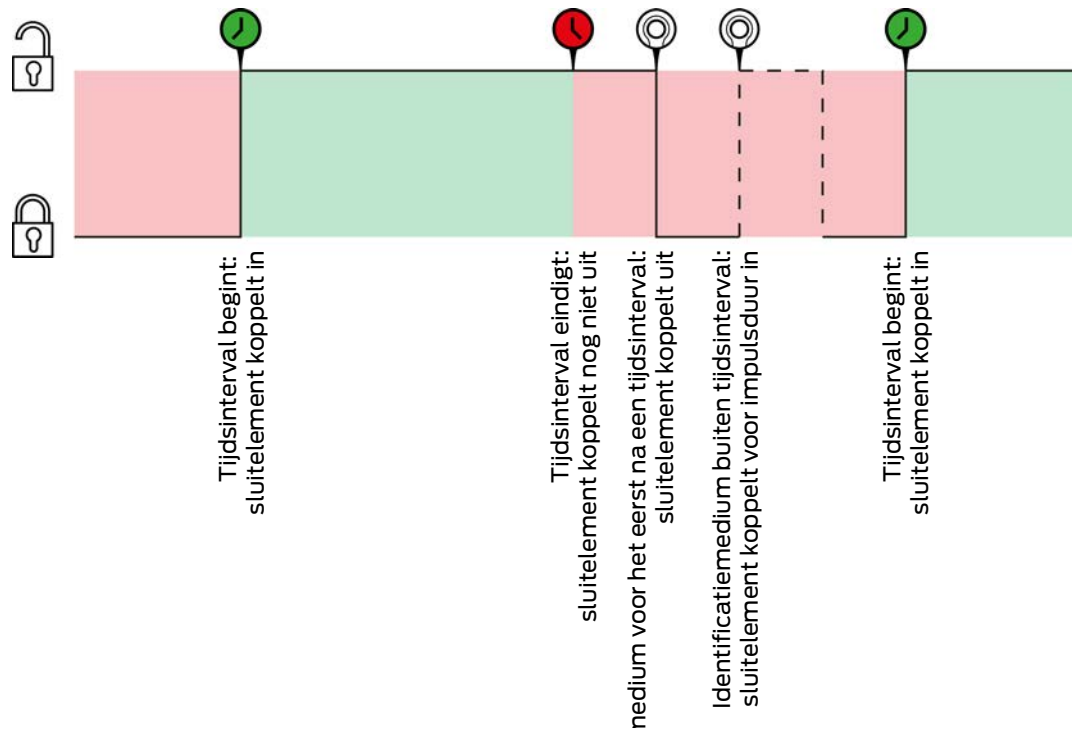 Tijdsinterval begint:
sluitelement koppelt in
Tijdsinterval eindigt:
sluitelement koppelt nog niet uit
voor het eerst na een tijdsinterval:
sluitelement koppelt uit
Identificatiemedium buiten tijdsinterval:
sluitelement koppelt voor impulsduur in
Tijdsinterval begint:
sluitelement koppelt in